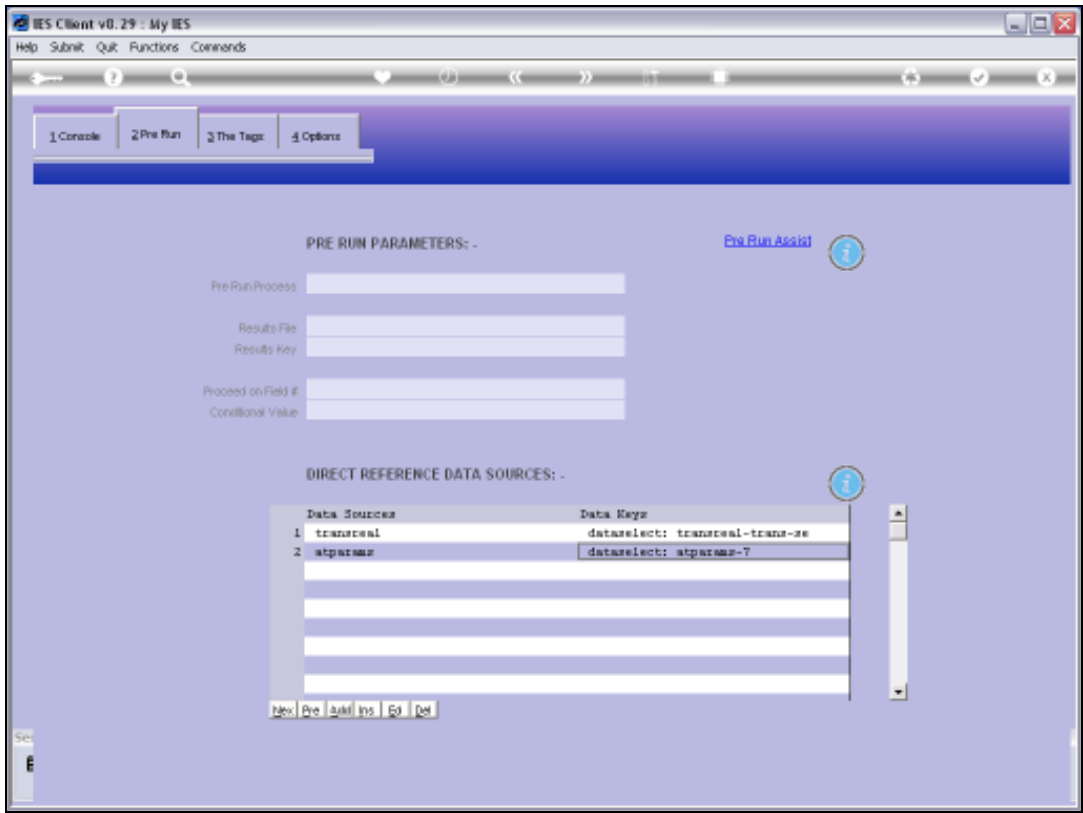 IES Client v8.29 : My IES
Help Submit Quit Functions Commands
1 Console 2 Pre Run 3 The Tags 4 Options
PRE RUN PARAMETERS: - Pre Run Assist
Pre Run Process
Results File
Results Key
Proceed on Field #
Conditional Value
DIRECT REFERENCE DATA SOURCES: -
Data Sources Data Keys
1 transreal dataselect: transreal-trans-se
2 atparams dataselect: atparams-7
Nex Pre Add Ins Ed Del
Ses